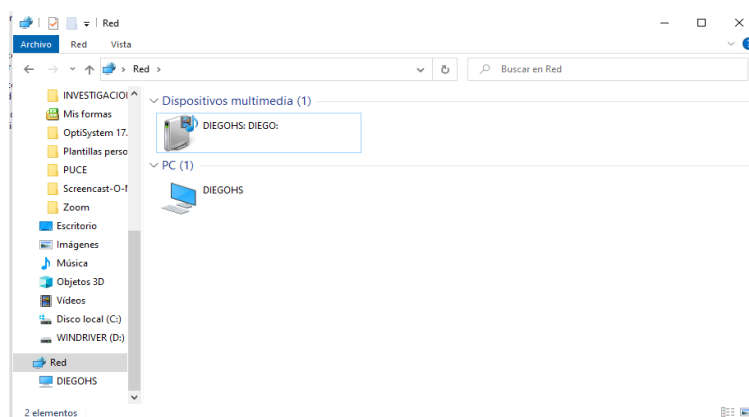 Red
Archivo Red Vista
Red
Buscar en Red
INVESTIGACIOI
Mis formas
OptiSystem 17.
Plantillas perso
PUCE
Screencast-O-
Zoom
Escritorio
Imágenes
Música
Objetos 3D
Vídeos
Disco local (C:)
WINDRIVER (D:)
Red
DIEGOHS
Dispositivos multimedia (1)
DIEGOHS: DIEGO:
PC (1)
DIEGOHS
2 elementos